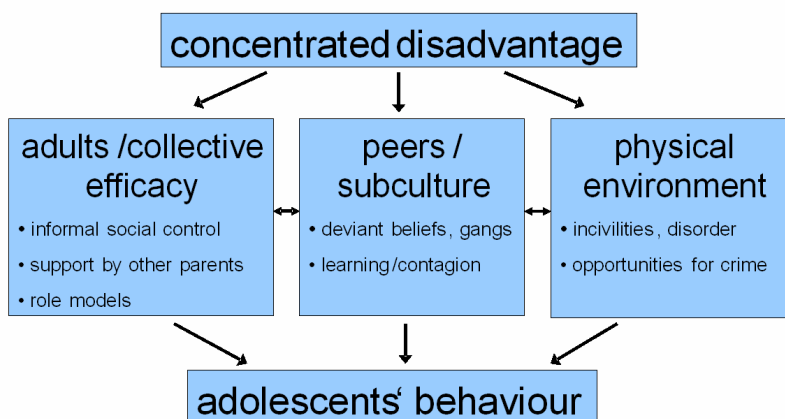 concentrated disadvantage
adults /collective
efficacy
• informal social control
• support by other parents
• role models
peers /
subculture
• deviant beliefs, gangs
• learning/contagion
physical
environment
• incivilities, disorder
• opportunities for crime
adolescents‘ behaviour